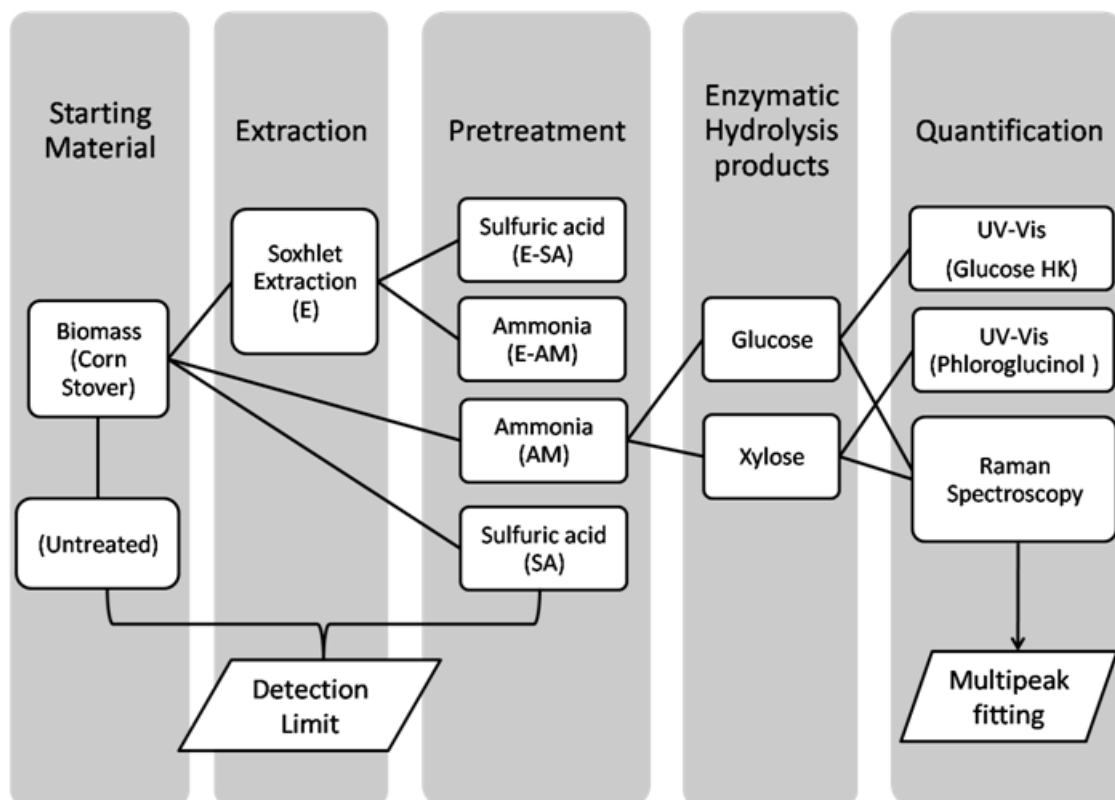 Starting
Material
Extraction
Pretreatment
Enzymatic
Hydrolysis
products
Quantification
Biomass
(Corn
Stover)
(Untreated)
Soxhlet
Extraction
(E)
Sulfuric acid
(E-SA)
Ammonia
(E-AM)
Ammonia
(AM)
Sulfuric acid
(SA)
Glucose
Xylose
UV-Vis
(Glucose HK)
UV-Vis
(Phloroglucinol )
Raman
Spectroscopy
Detection
Limit
Multipeak
fitting